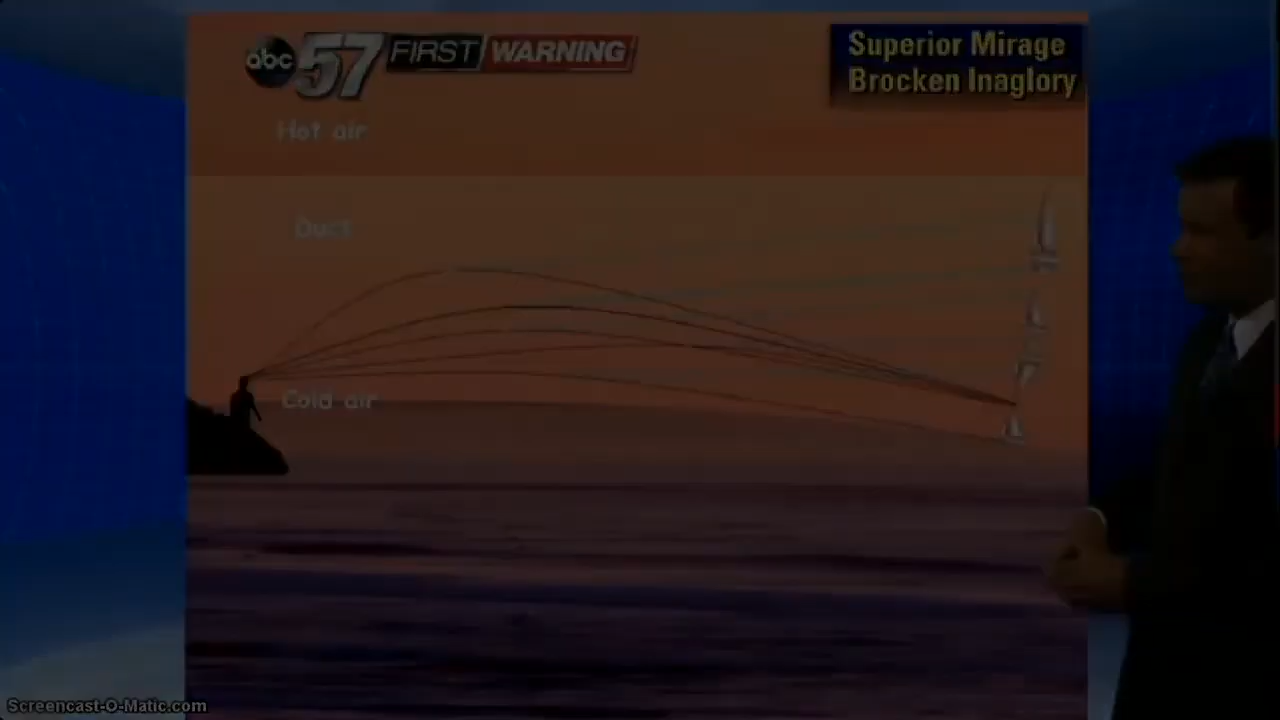 abc 57 FIRST WARNING
Superior Mirage
Brocken Inaglory
Hot air
Duct
Cold air
Screencast-O-Matic.com